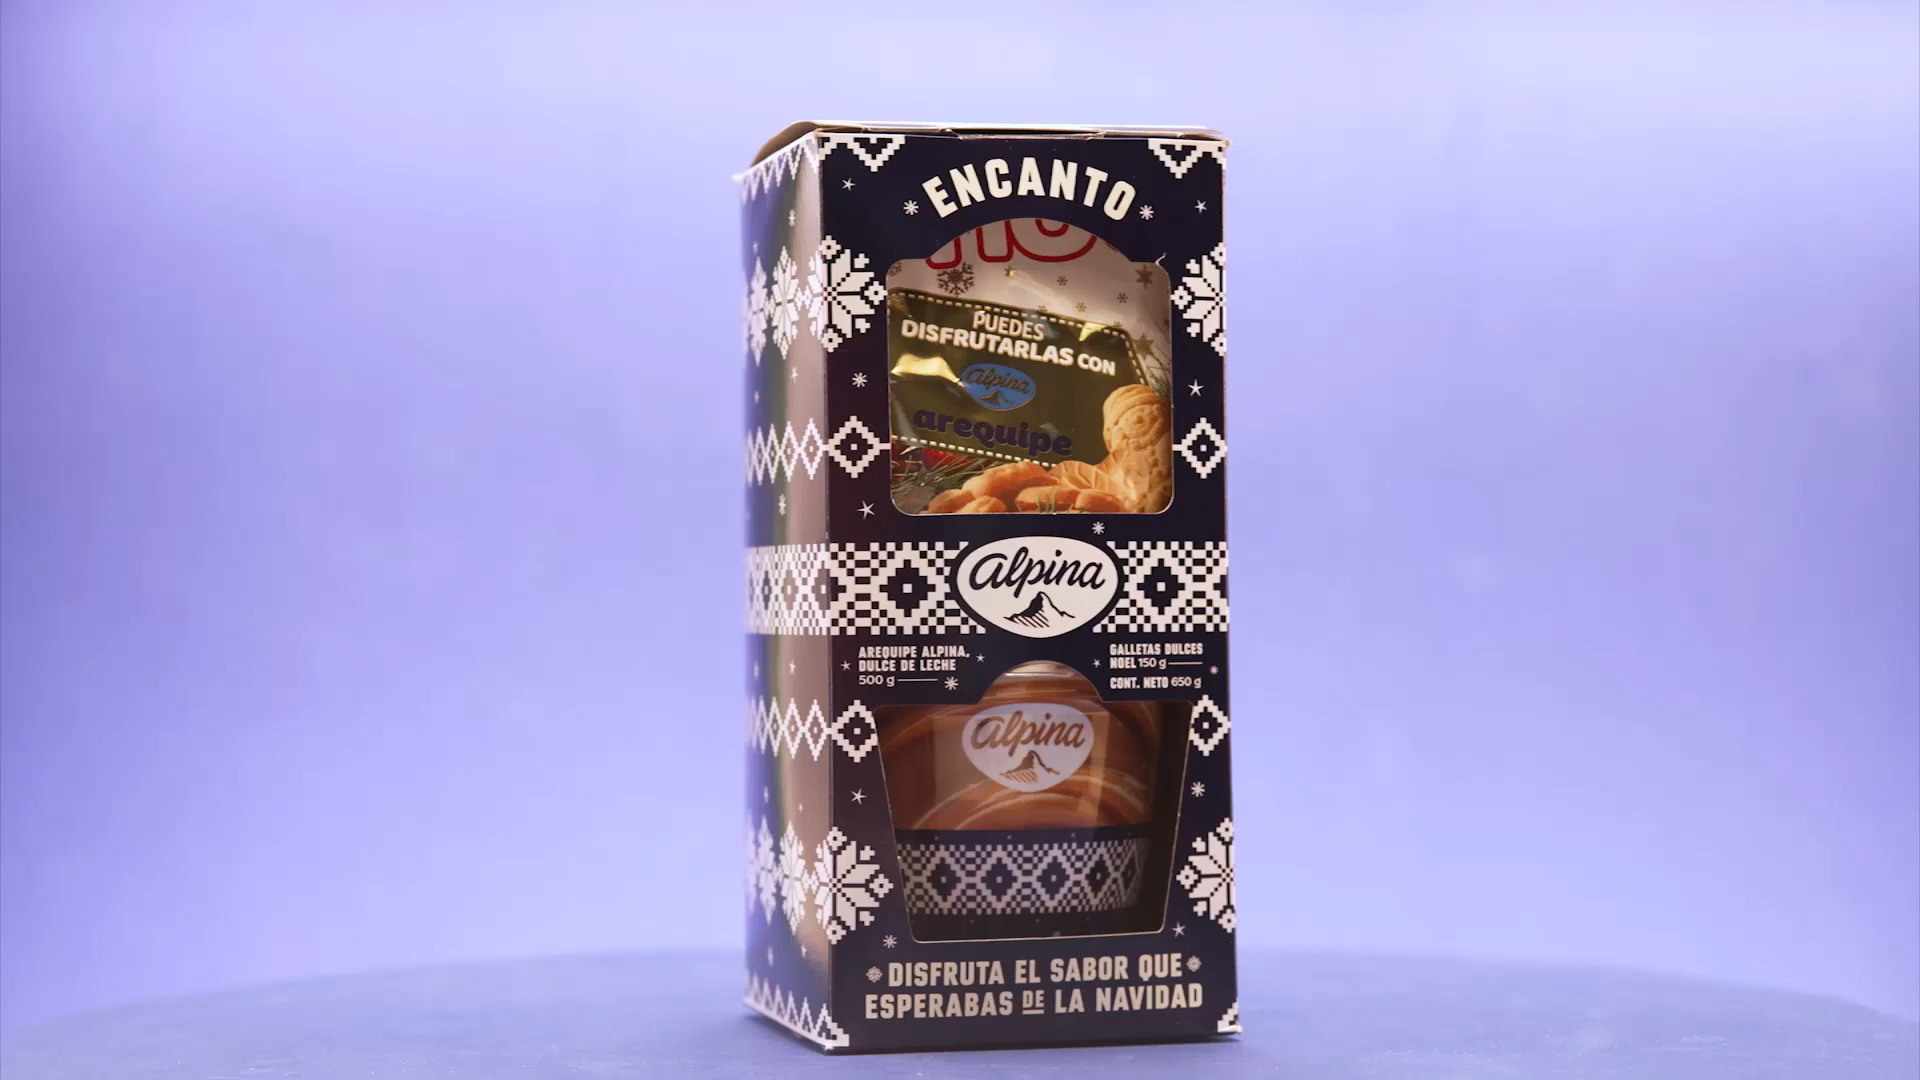 ENCANTO
PUEDES
DISFRUTARLAS CON
alpina
arequipe
alpina
AREQUIPE ALPINA,
DULCE DE LECHE
500 g
GALLETAS DULCES
NOEL 150 g
CONT. NETO 650 g
alpina
DISFRUTA EL SABOR QUE
ESPERABAS DE LA NAVIDAD